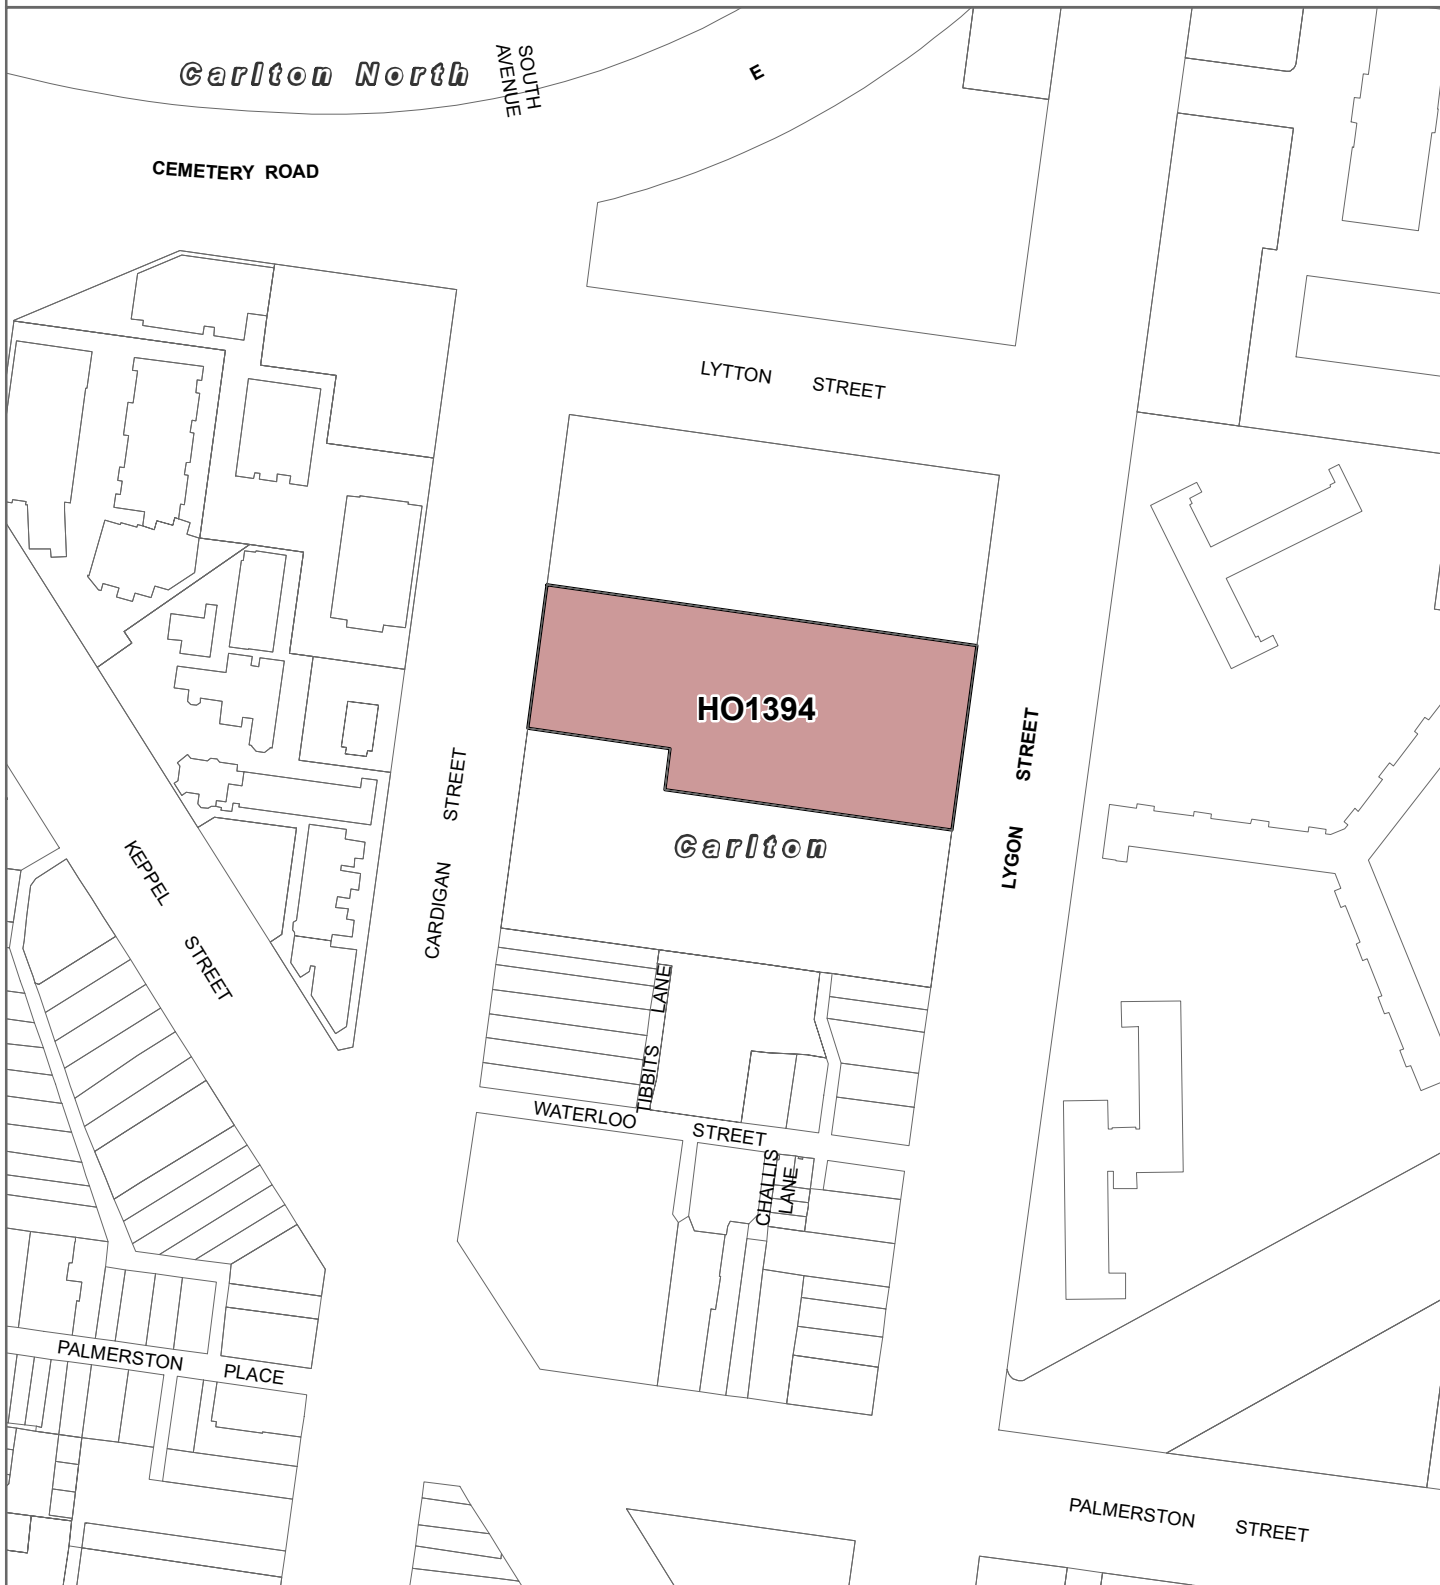 Carlton North
SOUTH
AVENUE
E
CEMETERY ROAD
LYTTON STREET
HO1394
CARDIGAN STREET
LYGON STREET
Carlton
KEPPEL STREET
TIBBITS LANE
WATERLOO STREET
CHALLIS
LANE
PALMERSTON PLACE
PALMERSTON STREET